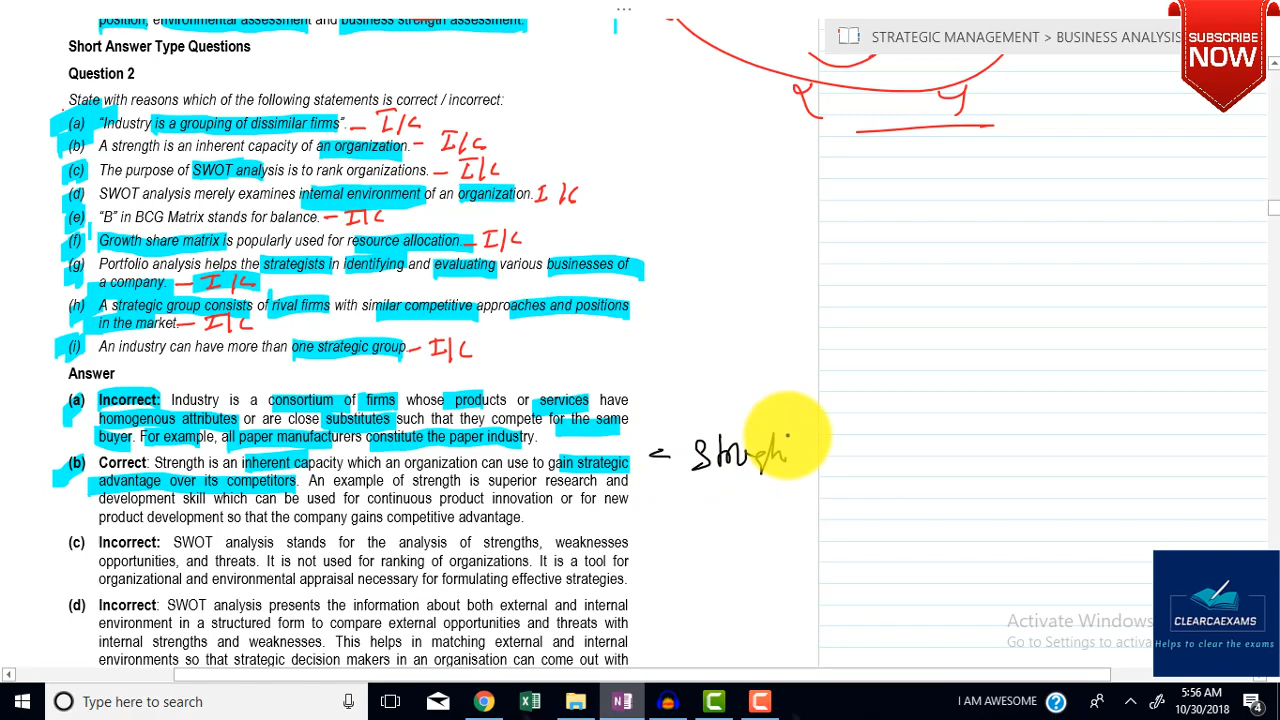 position, environmental assessment and business strength assessment.
Short Answer Type Questions
Question 2
State with reasons which of the following statements is correct / incorrect:
(a) “Industry is a grouping of dissimilar firms”. – I/C
(b) A strength is an inherent capacity of an organization. – I/C
(c) The purpose of SWOT analysis is to rank organizations. – I/C
(d) SWOT analysis merely examines internal environment of an organization. I/C
(e) “B” in BCG Matrix stands for balance. – I/C
(f) Growth share matrix is popularly used for resource allocation. – I/C
(g) Portfolio analysis helps the strategists in identifying and evaluating various businesses of
a company. – I/C
(h) A strategic group consists of rival firms with similar competitive approaches and positions
in the market. – I/C
(i) An industry can have more than one strategic group. – I/C
Answer
(a) Incorrect: Industry is a consortium of firms whose products or services have
homogenous attributes or are close substitutes such that they compete for the same
buyer. For example, all paper manufacturers constitute the paper industry.
(b) Correct: Strength is an inherent capacity which an organization can use to gain strategic
advantage over its competitors. An example of strength is superior research and
development skill which can be used for continuous product innovation or for new
product development so that the company gains competitive advantage.
(c) Incorrect: SWOT analysis stands for the analysis of strengths, weaknesses
opportunities, and threats. It is not used for ranking of organizations. It is a tool for
organizational and environmental appraisal necessary for formulating effective strategies.
(d) Incorrect: SWOT analysis presents the information about both external and internal
environment in a structured form to compare external opportunities and threats with
internal strengths and weaknesses. This helps in matching external and internal
environments so that strategic decision makers in an organisation can come out with
STRATEGIC MANAGEMENT > BUSINESS ANALYSIS
SUBSCRIBE
NOW
CLEARCAEXAMS
Helps to clear the exams
Activate Windows
Go to Settings to activa
Type here to search
I AM AWESOME
5:56 AM
10/30/2018
4